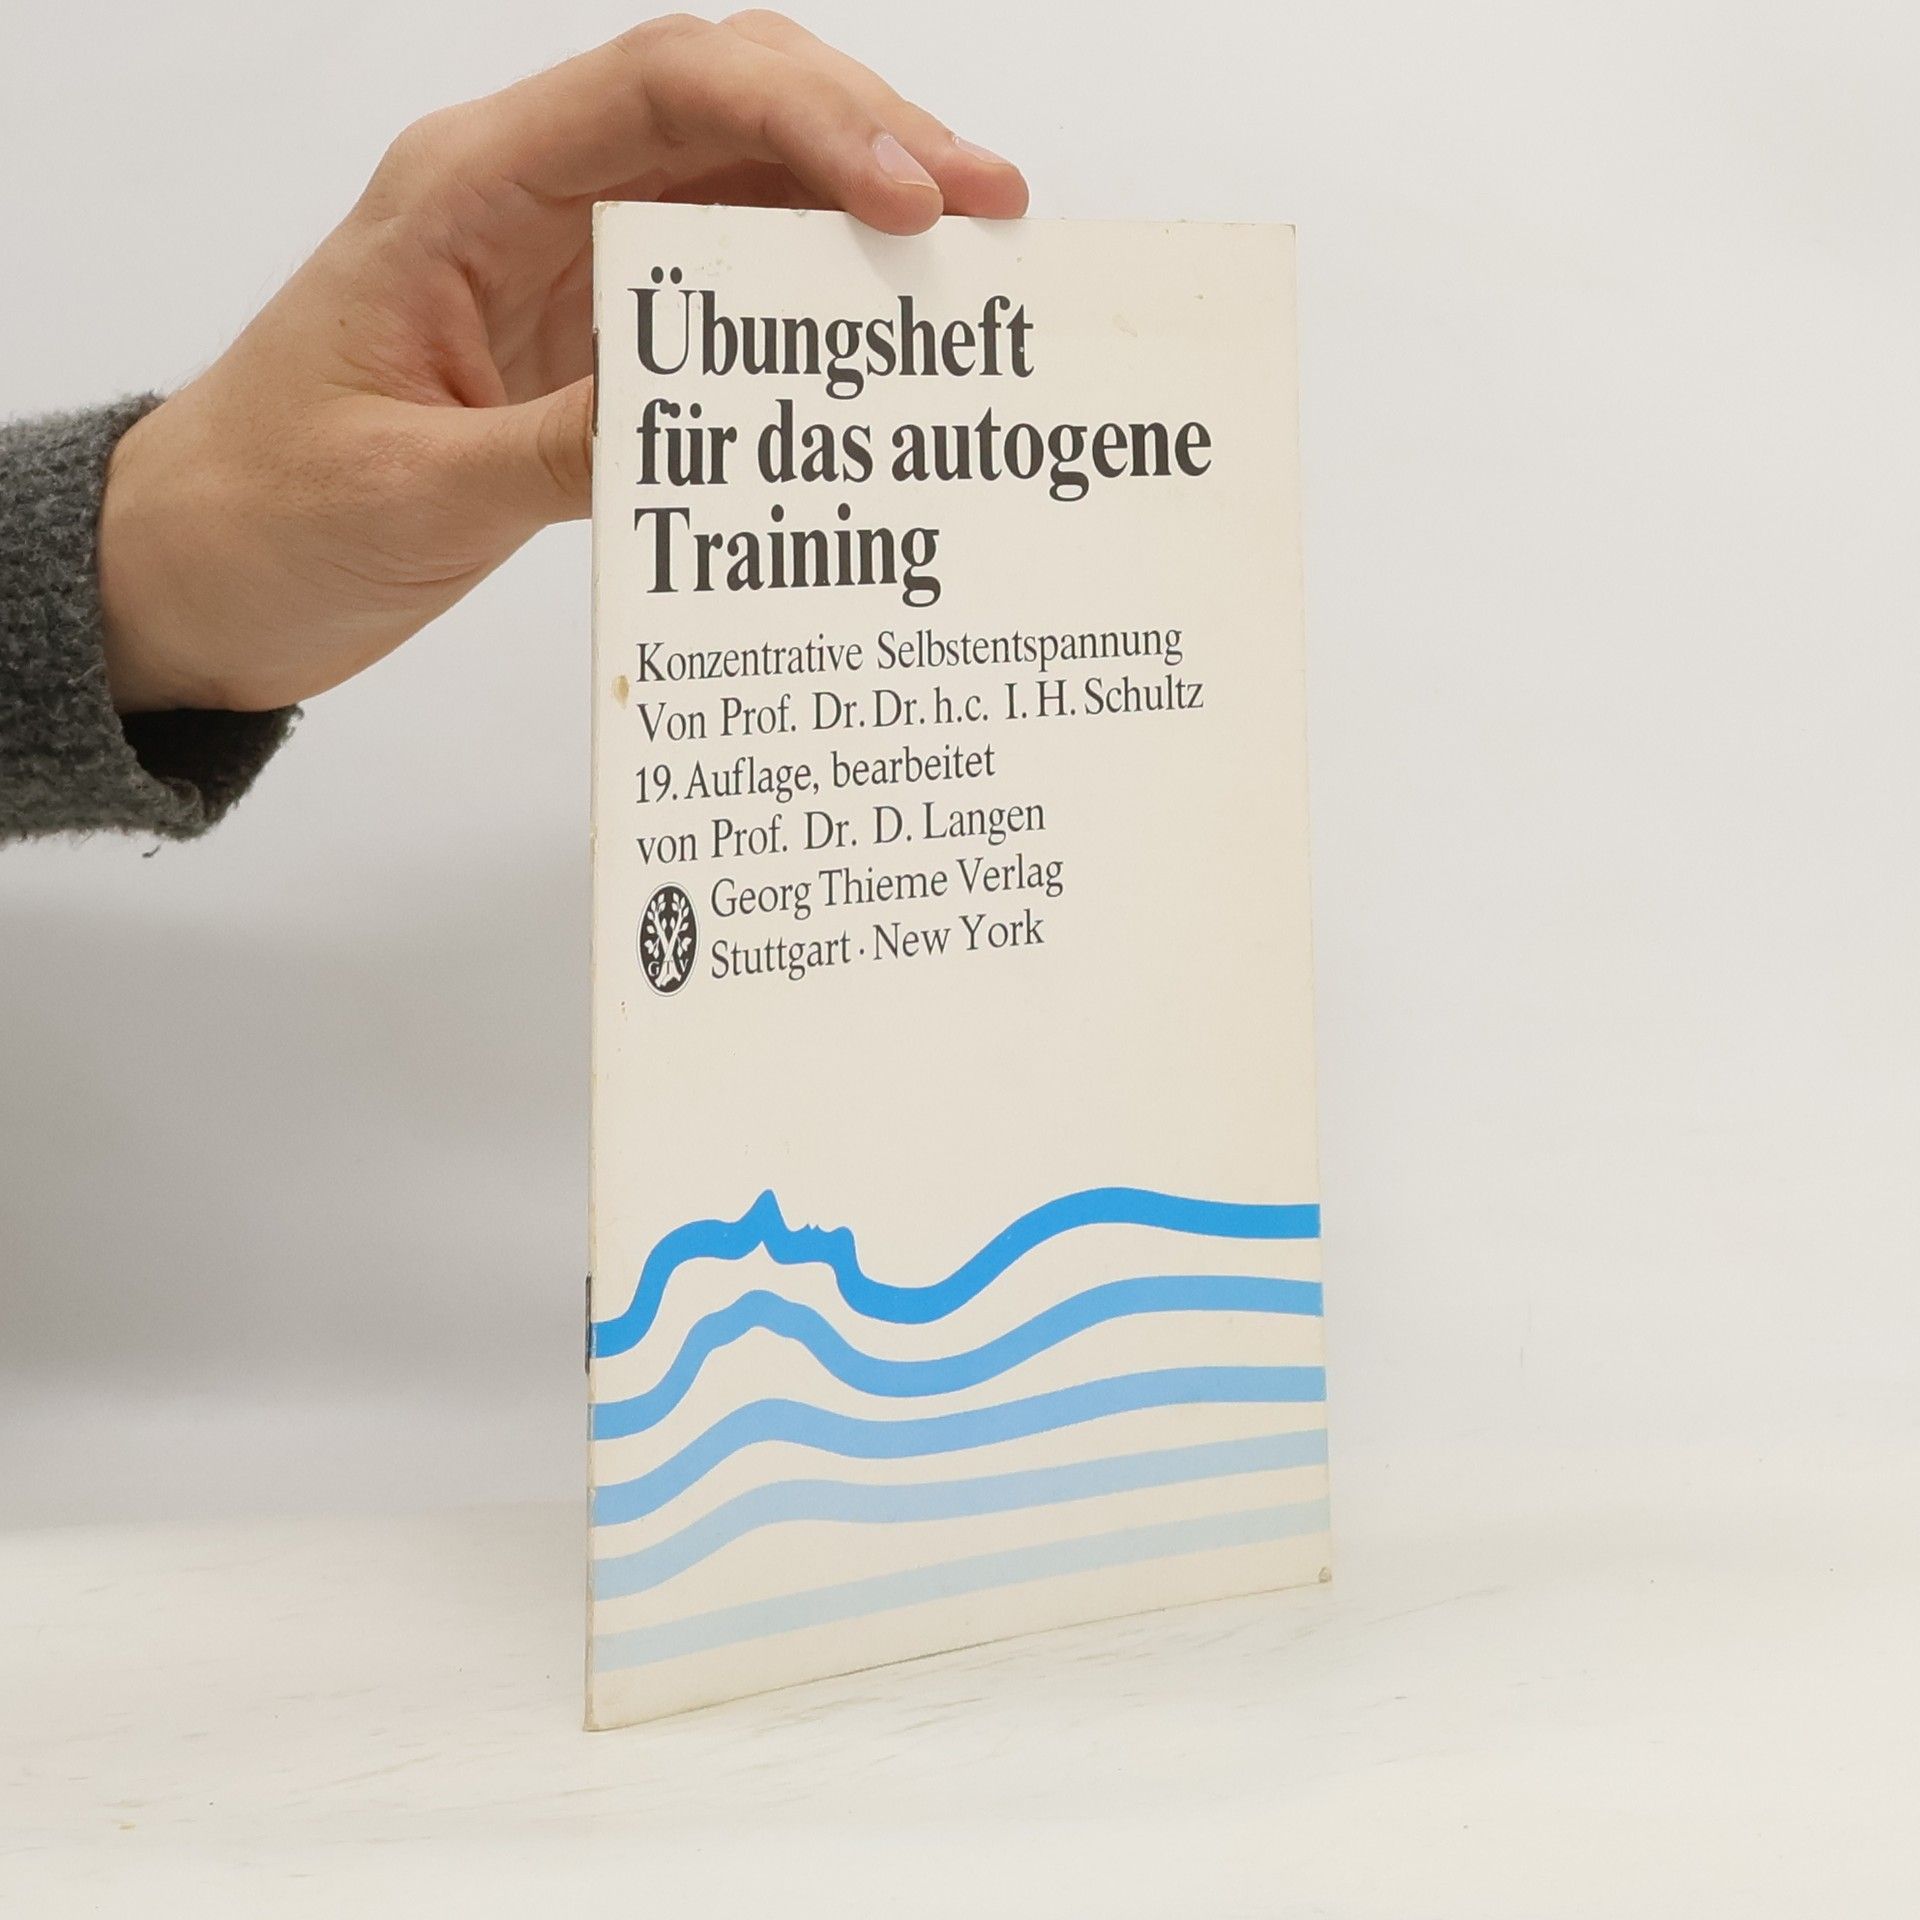 Übungsheft
für das autogene
Training
Konzentrative Selbstentspannung
Von Prof. Dr. Dr. h.c. I. H. Schultz
19. Auflage, bearbeitet
von Prof. Dr. D. Langen
Georg Thieme Verlag
Stuttgart · New York
GTV